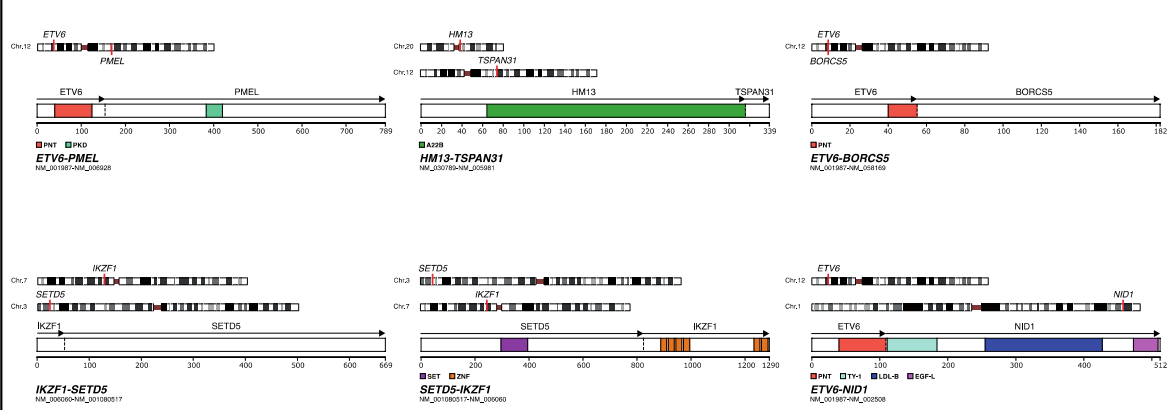 ETV6
Chr.12
PMEL
ETV6 PMEL
0 100 200 300 400 500 600 700 789
PNT PKD
ETV6-PMEL
NM_001987-NM_006928
HM13
Chr.20
TSPAN31
Chr.12
HM13 TSPAN31
0 20 40 60 80 100 120 140 160 180 200 220 240 260 280 300 339
A22B
HM13-TSPAN31
NM_030789-NM_005981
ETV6
Chr.12
BORCS5
ETV6 BORCS5
0 20 40 60 80 100 120 140 160 182
PNT
ETV6-BORCS5
NM_001987-NM_058169
IKZF1
Chr.7
SETD5
Chr.3
IKZF1 SETD5
0 100 200 300 400 500 669
IKZF1-SETD5
NM_006060-NM_001080517
SETD5
Chr.3
IKZF1
Chr.7
SETD5 IKZF1
0 200 400 600 800 1000 1290
SET ZNF
SETD5-IKZF1
NM_001080517-NM_006060
ETV6
Chr.12
NID1
Chr.1
ETV6 NID1
0 100 200 300 400 512
PNT TY-1 LDL-B EGF-L
ETV6-NID1
NM_001987-NM_002508